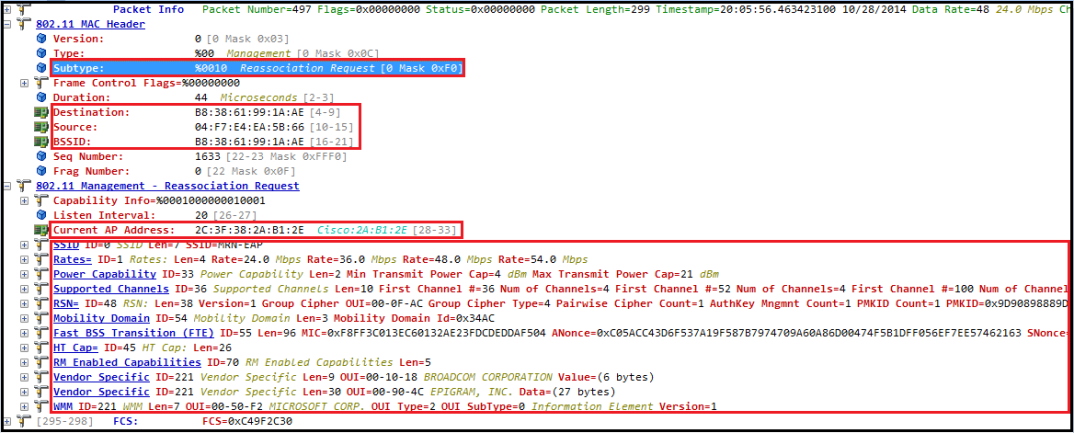 Packet Info Packet Number=497 Flags=0x00000000 Status=0x00000000 Packet Length=299 Timestamp=20:05:56.463423100 10/28/2014 Data Rate=48 24.0 Mbps Ch
802.11 MAC Header
Version: 0 [0 Mask 0x03]
Type: %00 Management [0 Mask 0x0C]
Subtype: %0010 Reassociation Request [0 Mask 0xF0]
Frame Control Flags=%00000000
Duration: 44 Microseconds [2-3]
Destination: B8:38:61:99:1A:AE [4-9]
Source: 04:F7:E4:EA:5B:66 [10-15]
BSSID: B8:38:61:99:1A:AE [16-21]
Seq Number: 1633 [22-23 Mask 0xFFF0]
Frag Number: 0 [22 Mask 0x0F]
802.11 Management - Reassociation Request
Capability Info=%0001000000010001
Listen Interval: 20 [26-27]
Current AP Address: 2C:3F:38:2A:B1:2E Cisco:2A:B1:2E [28-33]
SSID ID=0 SSID Len=7 SSID=MRN-EAP
Rates= ID=1 Rates: Len=4 Rate=24.0 Mbps Rate=36.0 Mbps Rate=48.0 Mbps Rate=54.0 Mbps
Power Capability ID=33 Power Capability Len=2 Min Transmit Power Cap=4 dBm Max Transmit Power Cap=21 dBm
Supported Channels ID=36 Supported Channels Len=10 First Channel #=36 Num of Channels=4 First Channel #=52 Num of Channels=4 First Channel #=100 Num of Channel
RSN= ID=48 RSN: Len=38 Version=1 Group Cipher OUI=00-0F-AC Group Cipher Type=4 Pairwise Cipher Count=1 AuthKey Mngmnt Count=1 PMKID Count=1 PMKID=0x9D90898889D
Mobility Domain ID=54 Mobility Domain Len=3 Mobility Domain Id=0x34AC
Fast BSS Transition (FTE) ID=55 Len=96 MIC=0xF8FF3C013EC60132AE23FDCDEDDAF504 ANonce=0xC05ACC43D6F537A19F587B7974709A60A86D00474F5B1DFF056EF7EE57462163 SNonce=
HT Cap= ID=45 HT Cap: Len=26
RM Enabled Capabilities ID=70 RM Enabled Capabilities Len=5
Vendor Specific ID=221 Vendor Specific Len=9 OUI=00-10-18 BROADCOM CORPORATION Value=(6 bytes)
Vendor Specific ID=221 Vendor Specific Len=30 OUI=00-90-4C EPIGRAM, INC. Data=(27 bytes)
WMM ID=221 WMM Len=7 OUI=00-50-F2 MICROSOFT CORP. OUI Type=2 OUI SubType=0 Information Element Version=1
[295-298] FCS: FCS=0xC49F2C30